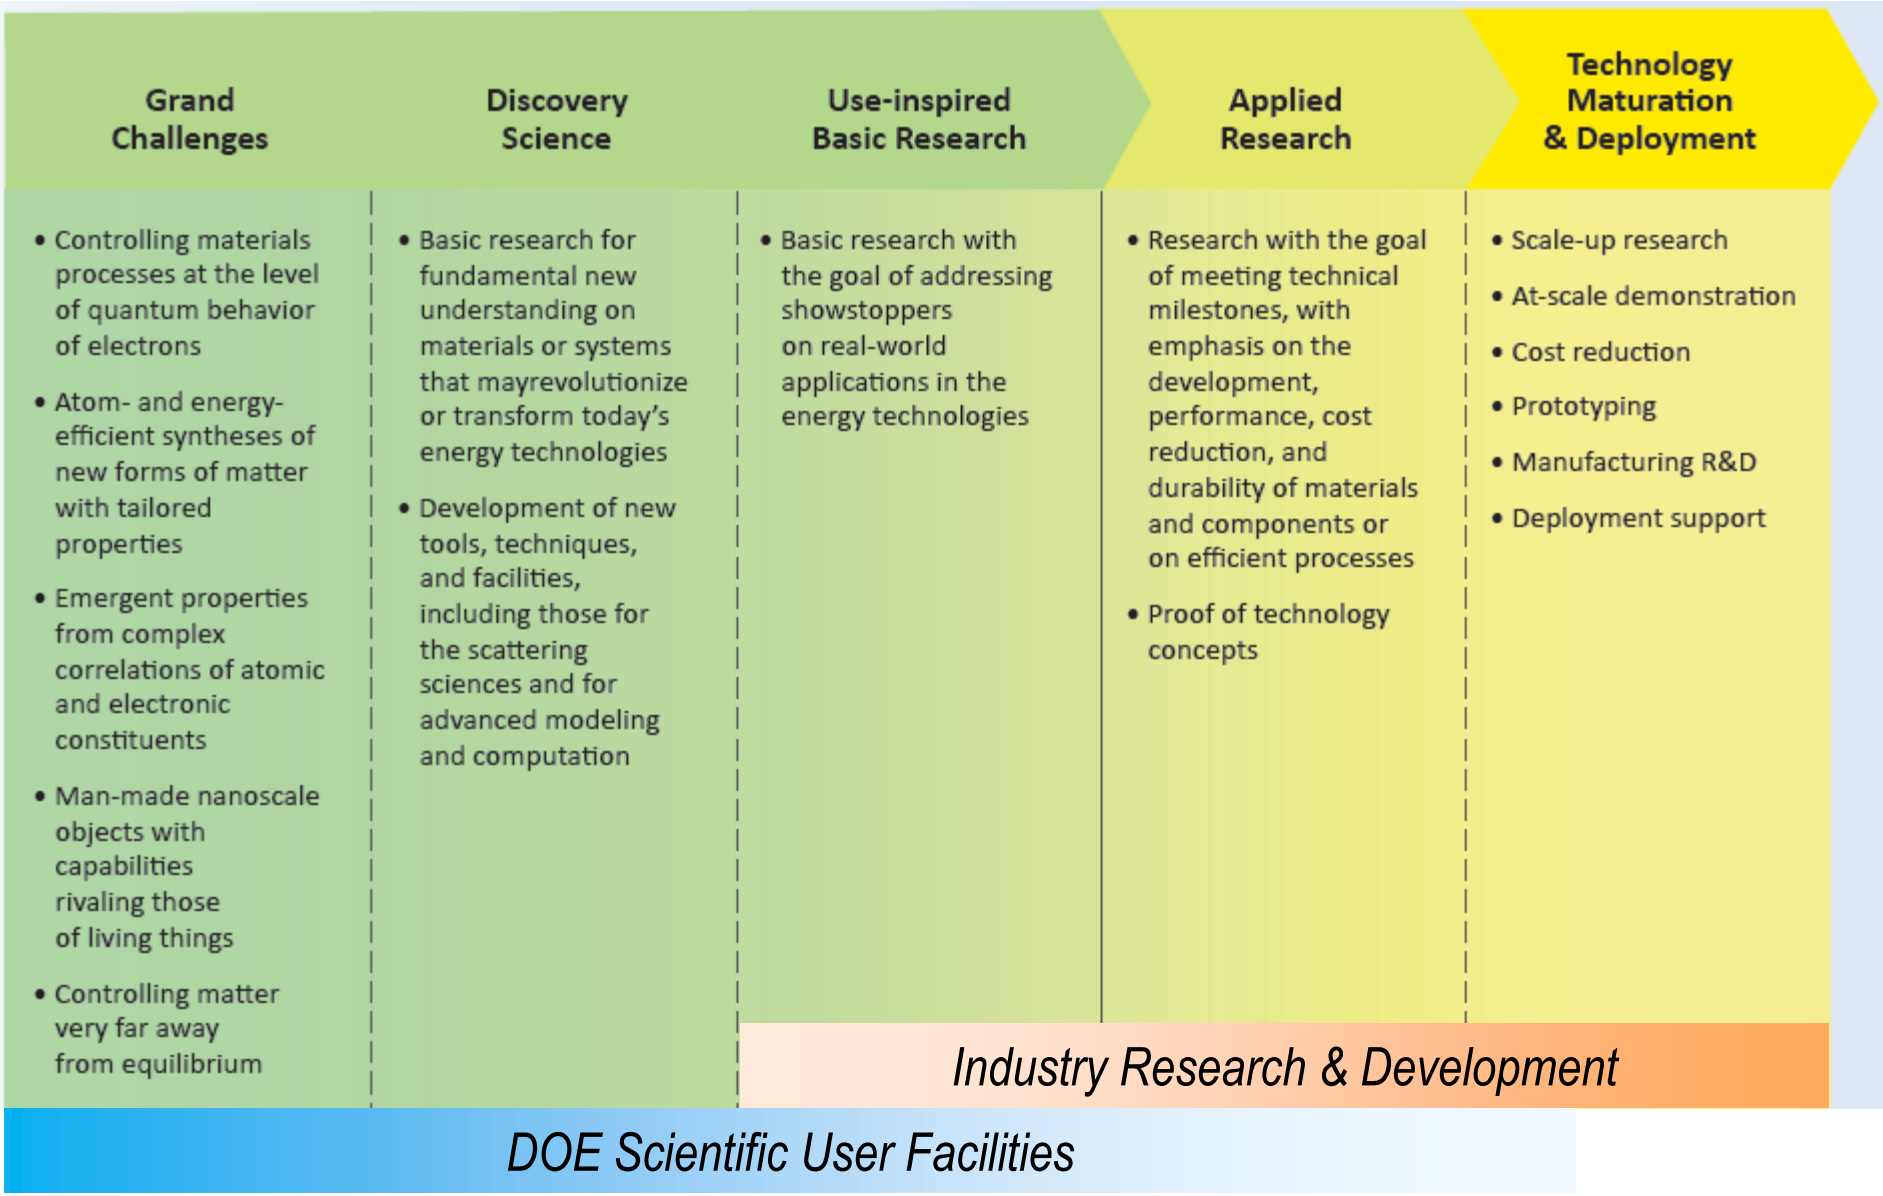 Grand
Challenges
Discovery
Science
Use-inspired
Basic Research
Applied
Research
Technology
Maturation
& Deployment
• Controlling materials
processes at the level
of quantum behavior
of electrons
• Atom- and energy-
efficient syntheses of
new forms of matter
with tailored
properties
• Emergent properties
from complex
correlations of atomic
and electronic
constituents
• Man-made nanoscale
objects with
capabilities
rivaling those
of living things
• Controlling matter
very far away
from equilibrium
• Basic research for
fundamental new
understanding on
materials or systems
that mayrevolutionize
or transform today’s
energy technologies
• Development of new
tools, techniques,
and facilities,
including those for
the scattering
sciences and for
advanced modeling
and computation
• Basic research with
the goal of addressing
showstoppers
on real-world
applications in the
energy technologies
• Research with the goal
of meeting technical
milestones, with
emphasis on the
development,
performance, cost
reduction, and
durability of materials
and components or
on efficient processes
• Proof of technology
concepts
• Scale-up research
• At-scale demonstration
• Cost reduction
• Prototyping
• Manufacturing R&D
• Deployment support
Industry Research & Development
DOE Scientific User Facilities